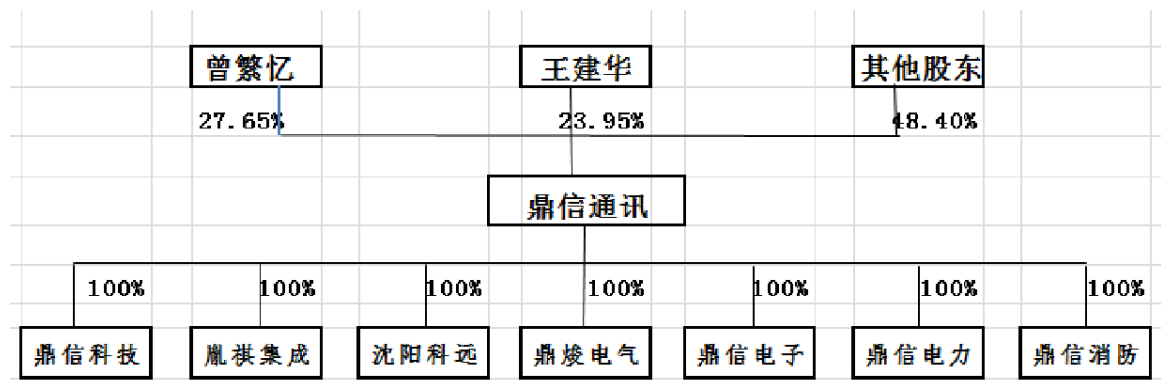 曾繁忆 王建华 其他股东
27.65% 23.95% 48.40%
鼎信通讯
100% 100% 100% 100% 100% 100% 100%
鼎信科技 胤祺集成 沈阳科远 鼎焌电气 鼎信电子 鼎信电力 鼎信消防